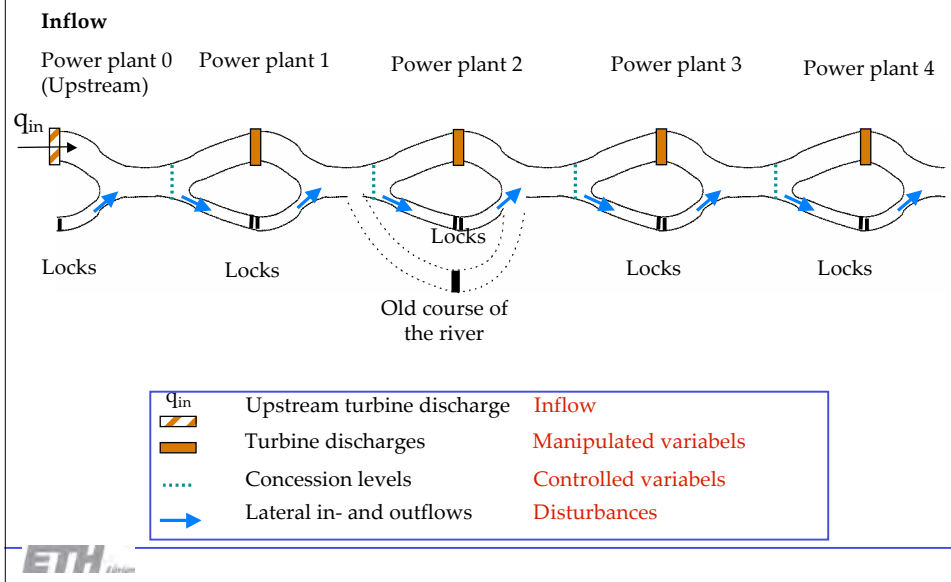 Inflow
Power plant 0
(Upstream)
Power plant 1
Power plant 2
Power plant 3
Power plant 4
qin
Locks
Locks
Locks
Locks
Locks
Old course of
the river
qin
Upstream turbine discharge Inflow
Turbine discharges Manipulated variabels
Concession levels Controlled variabels
Lateral in- and outflows Disturbances
ETH